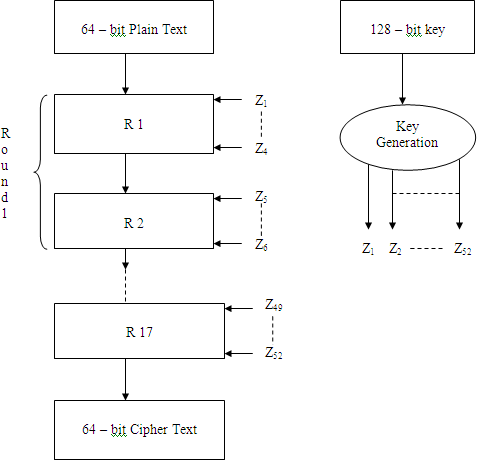 64 – bit Plain Text
128 – bit key
R 1
Z1
Z4
Key
Generation
Round 1
R 2
Z5
Z6
Z1 Z2 ----- Z52
R 17
Z49
Z52
64 – bit Cipher Text